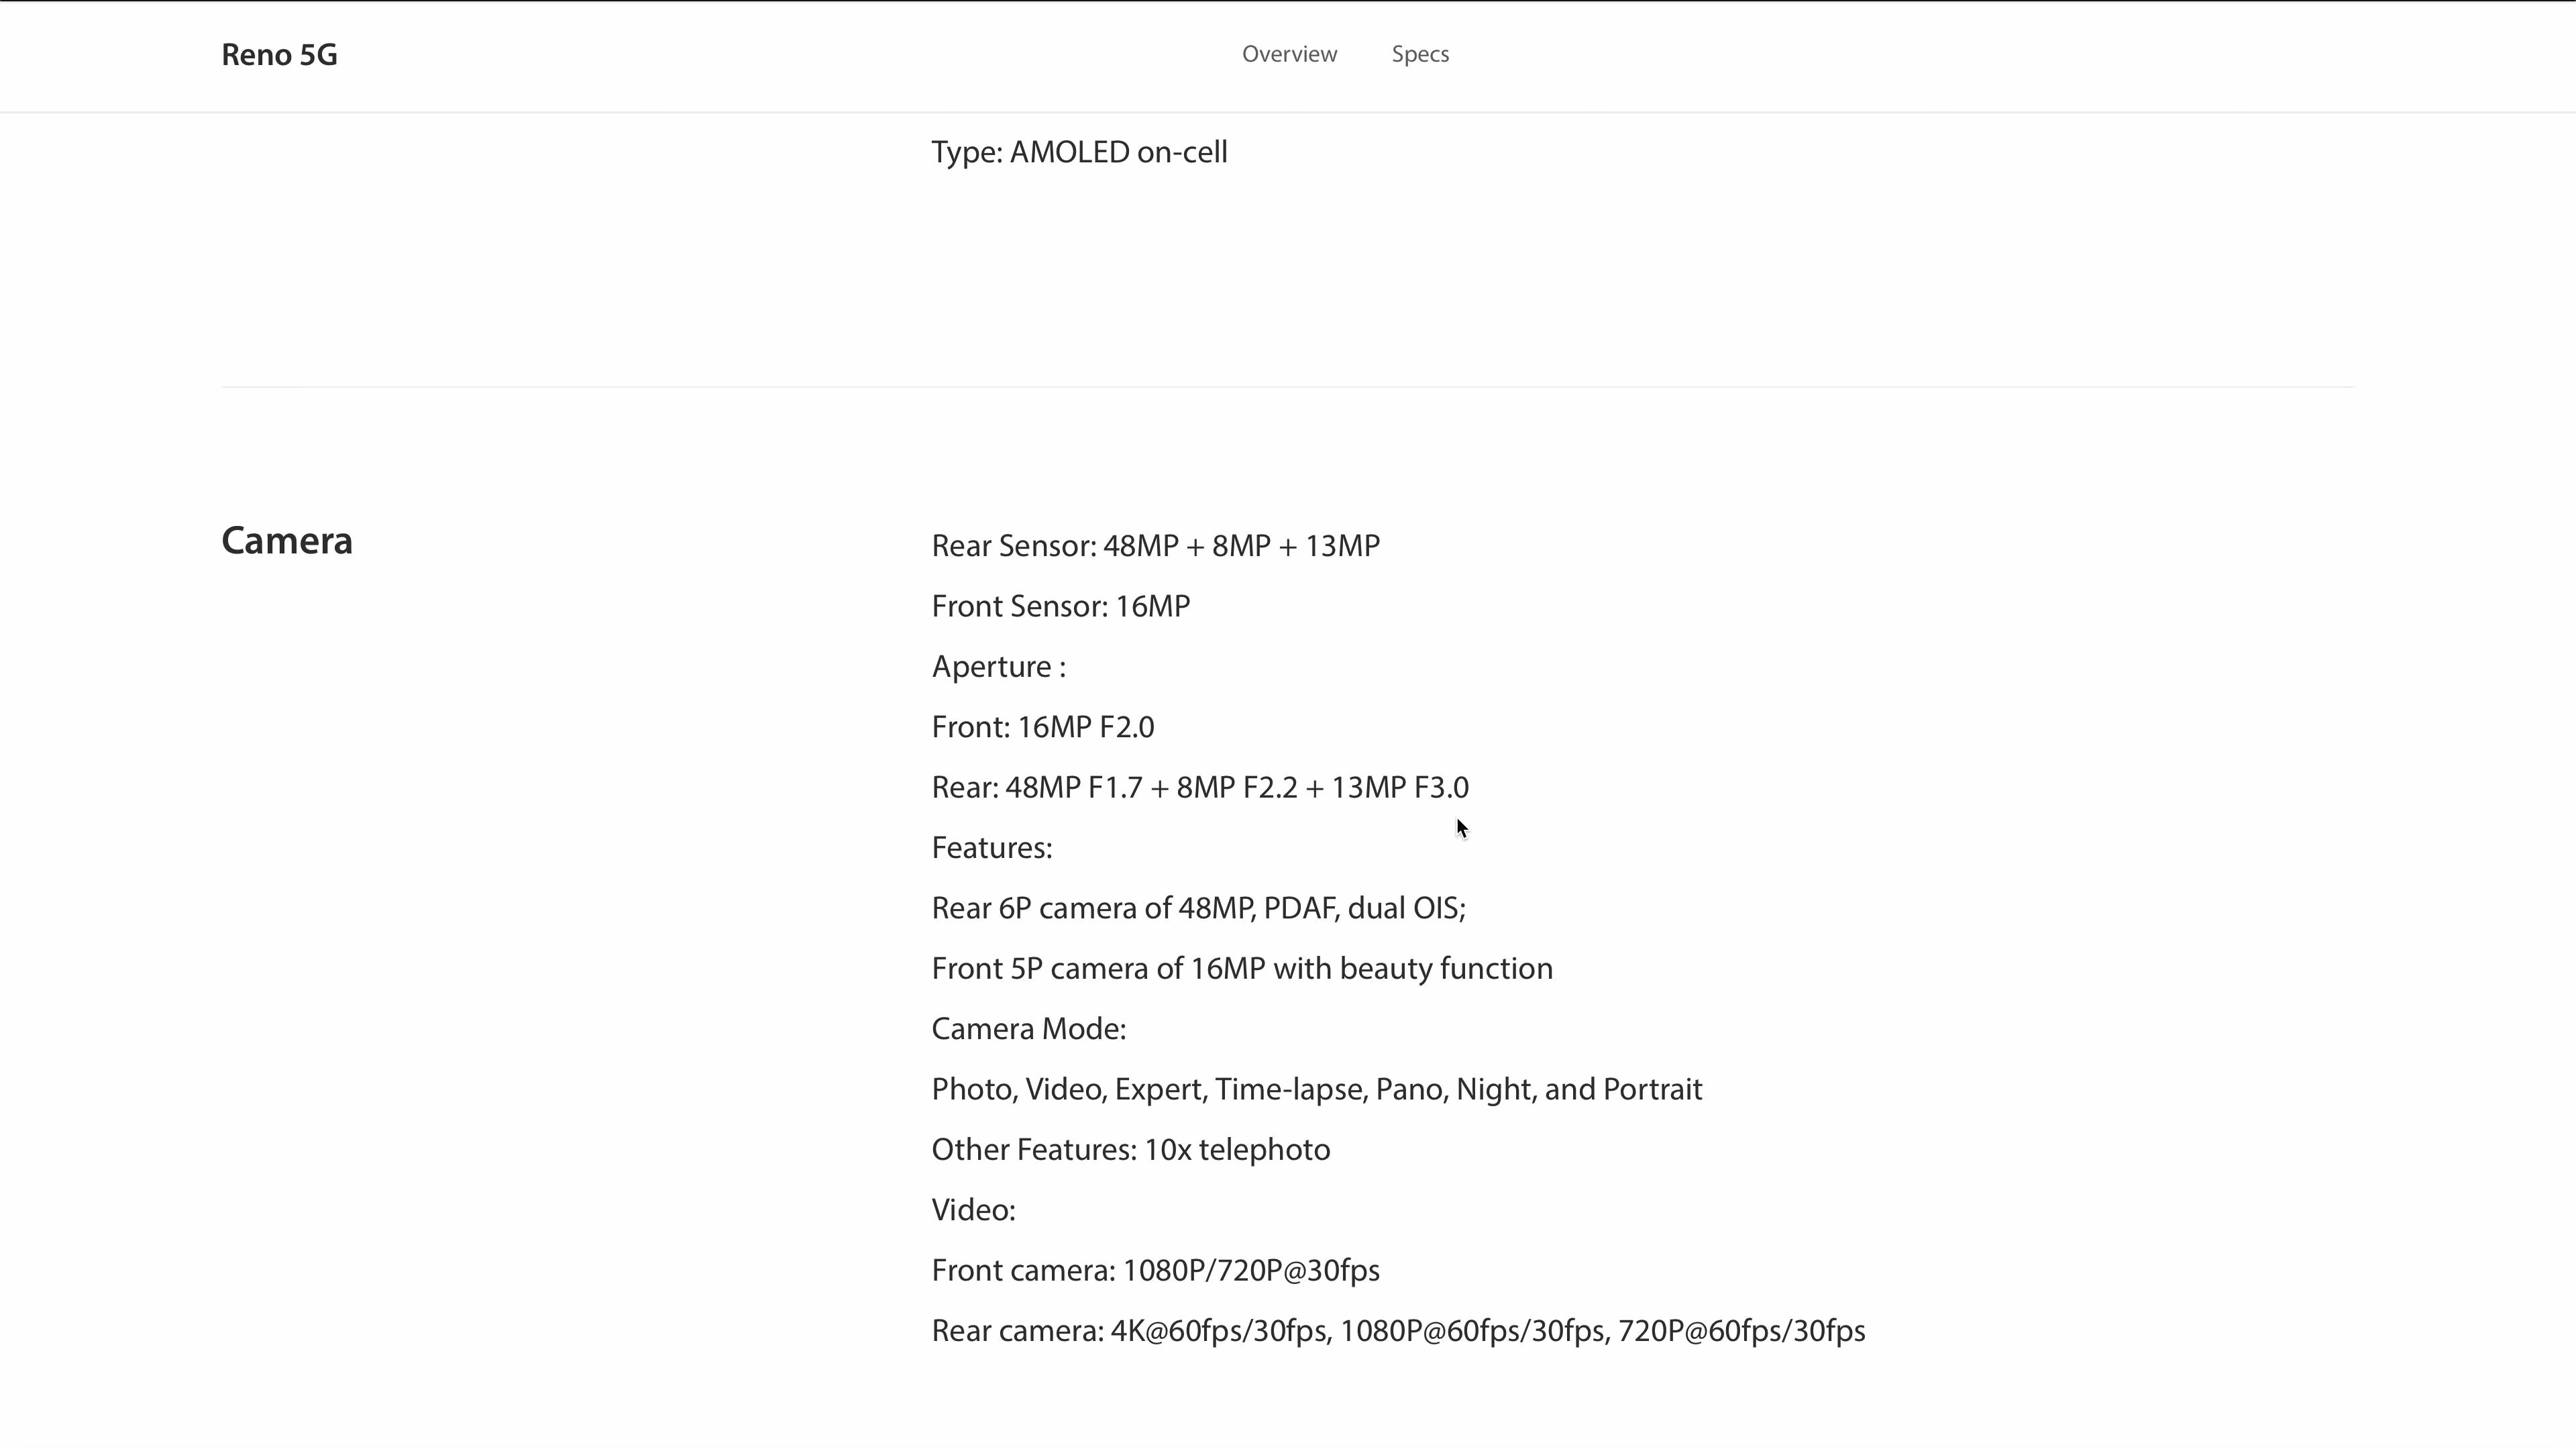 Reno 5G
Overview
Specs
Type: AMOLED on-cell
Camera
Rear Sensor: 48MP + 8MP + 13MP
Front Sensor: 16MP
Aperture :
Front: 16MP F2.0
Rear: 48MP F1.7 + 8MP F2.2 + 13MP F3.0
Features:
Rear 6P camera of 48MP, PDAF, dual OIS;
Front 5P camera of 16MP with beauty function
Camera Mode:
Photo, Video, Expert, Time-lapse, Pano, Night, and Portrait
Other Features: 10x telephoto
Video:
Front camera: 1080P/720P@30fps
Rear camera: 4K@60fps/30fps, 1080P@60fps/30fps, 720P@60fps/30fps